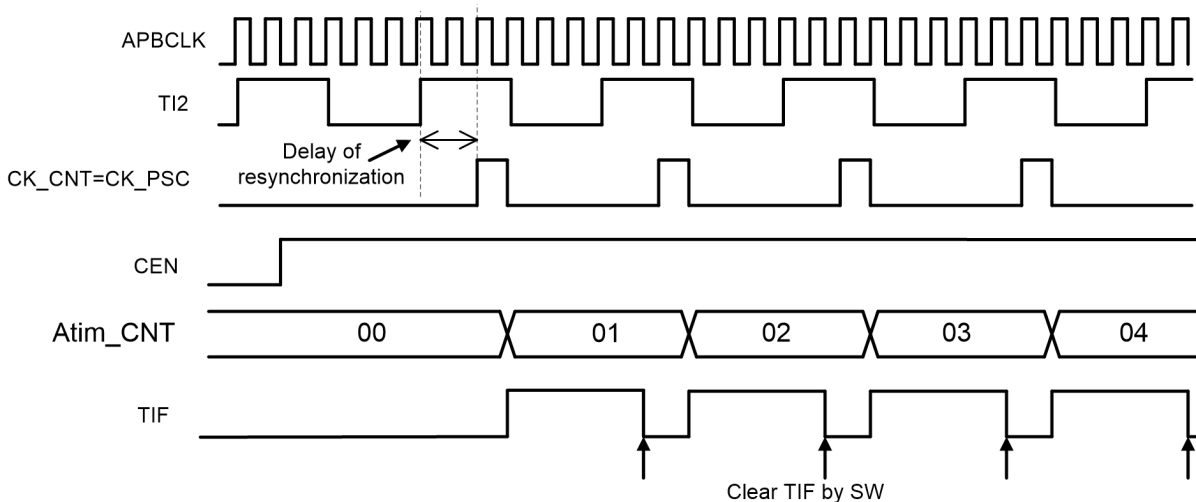 APBCLK
TI2
Delay of
resynchronization
CK_CNT=CK_PSC
CEN
Atim_CNT
00
01
02
03
04
TIF
Clear TIF by SW